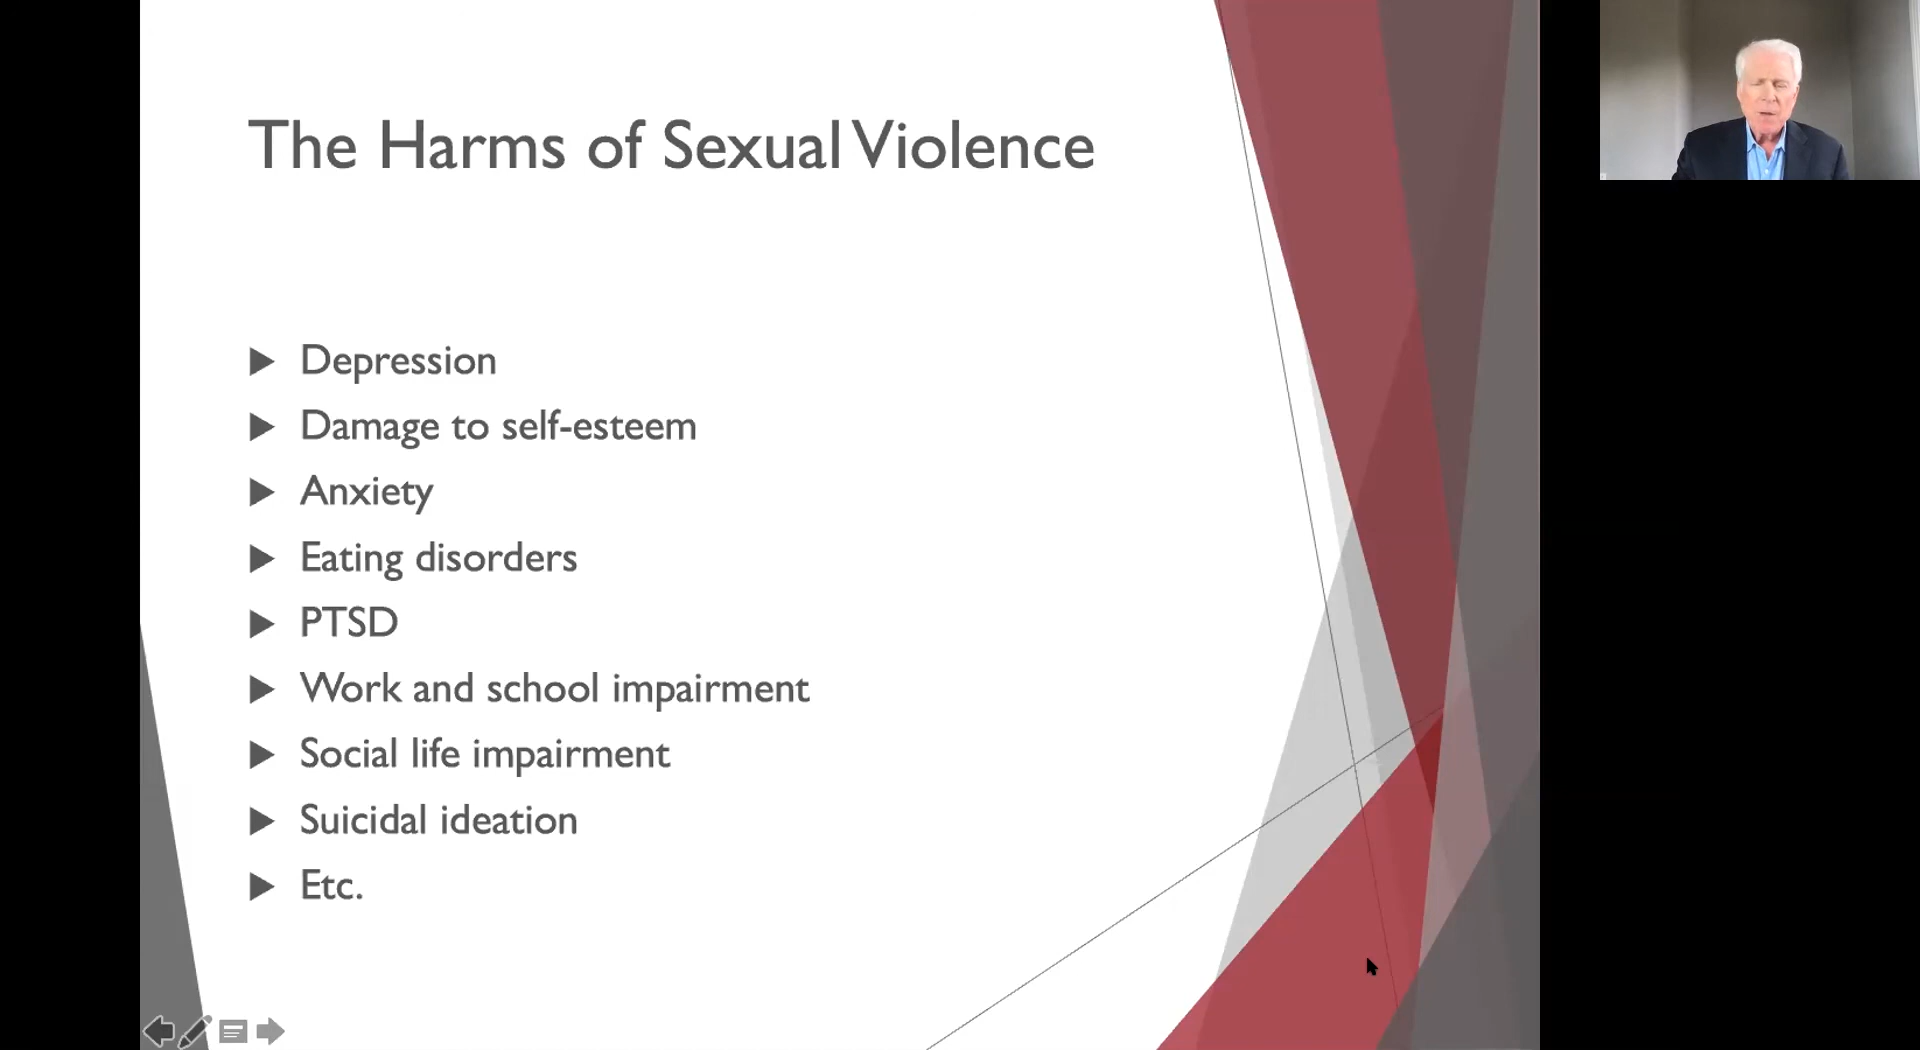 The Harms of Sexual Violence
Depression
Damage to self-esteem
Anxiety
Eating disorders
PTSD
Work and school impairment
Social life impairment
Suicidal ideation
Etc.